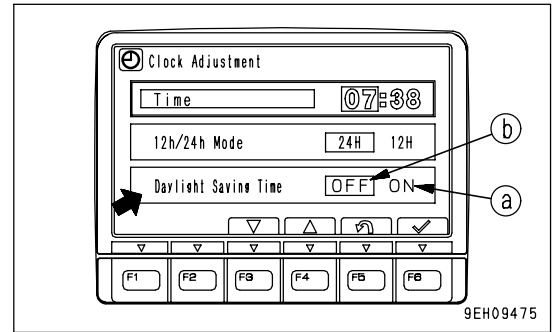 Clock Adjustment
Time 07:38
12h/24h Mode 24H 12H
Daylight Saving Time OFF ON
b
a
F1 F2 F3 F4 F5 F6
9EH09475